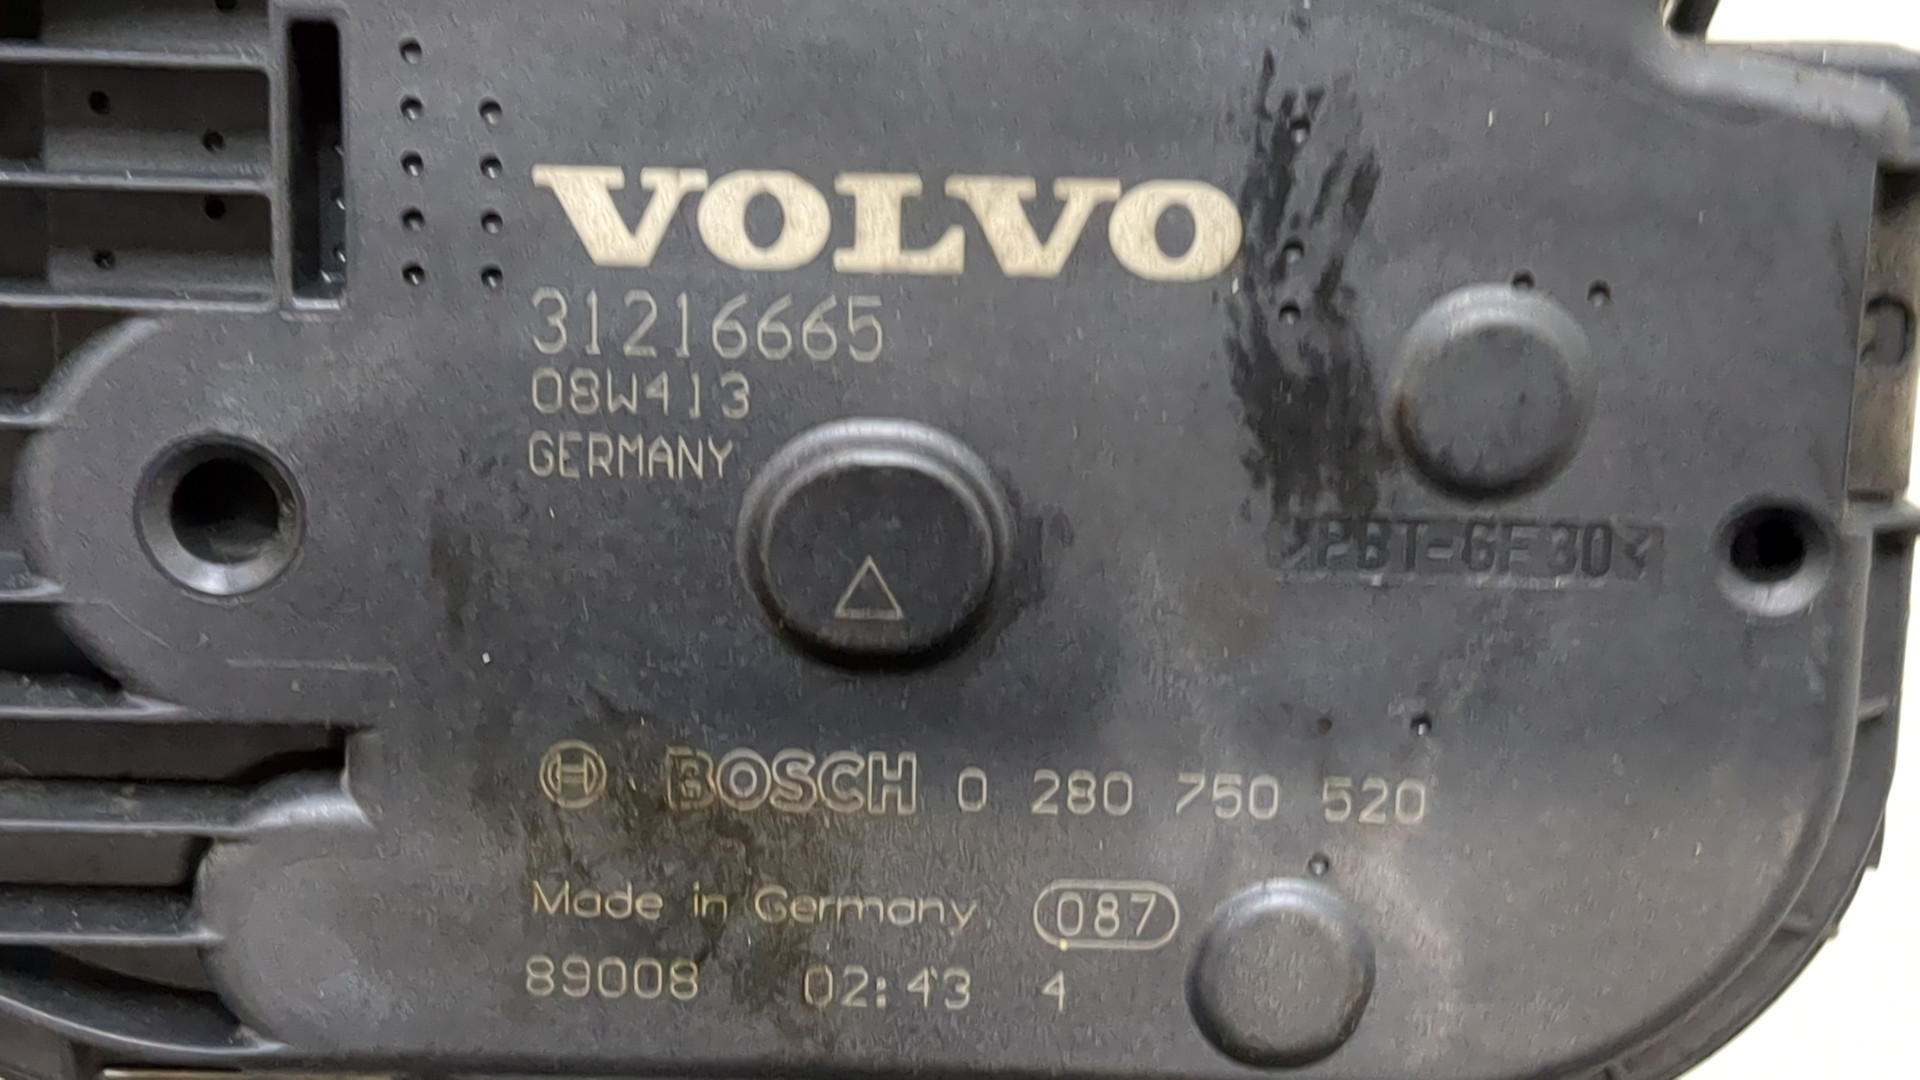 VOLVO
31216665
08W413
GERMANY
>PBT-GF30<
BOSCH 0 280 750 520
Made in Germany 087
89008 02:43 4